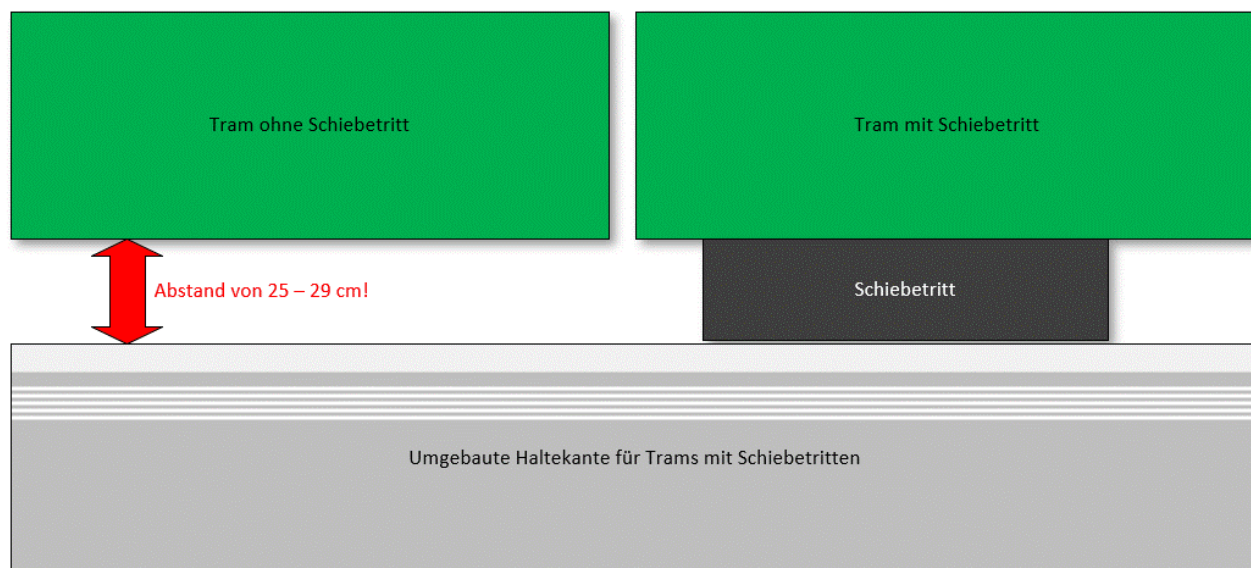 Tram ohne Schiebetritt
Tram mit Schiebetritt
Abstand von 25 – 29 cm!
Schiebetritt
Umgebaute Haltekante für Trams mit Schiebetritten